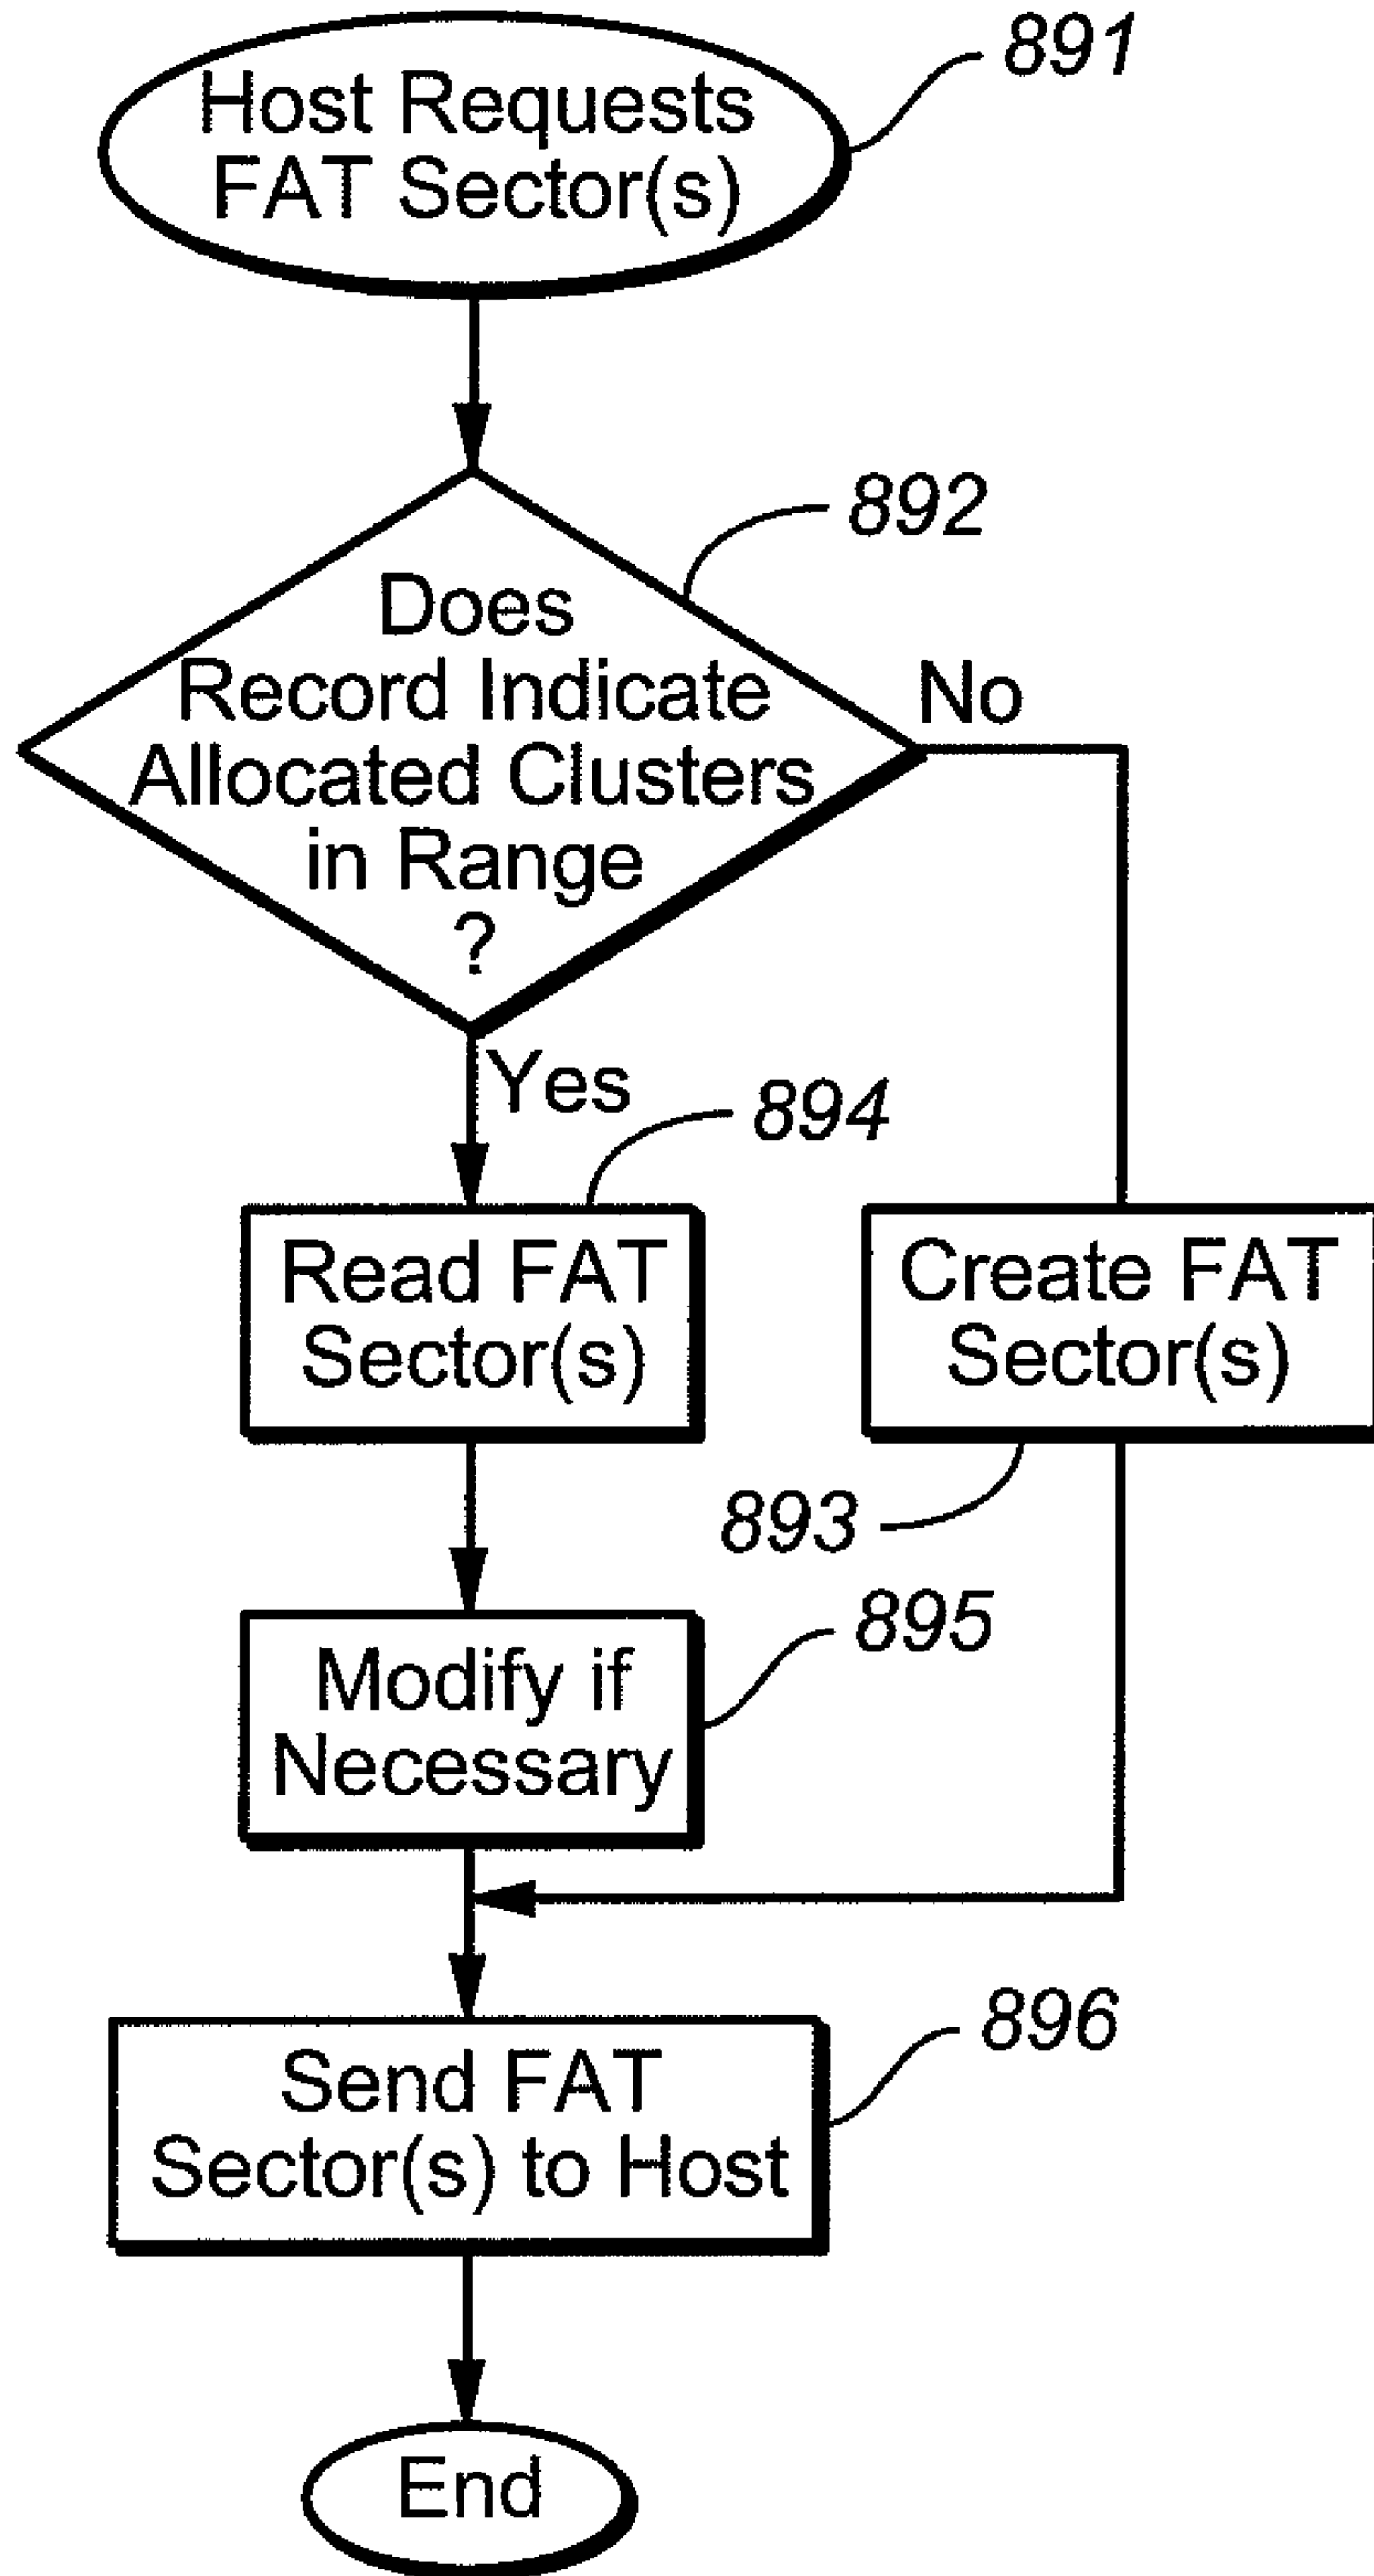 Host Requests
FAT Sector(s)
891
892
Does
Record Indicate
Allocated Clusters
in Range
?
No
Yes
894
Read FAT
Sector(s)
Create FAT
Sector(s)
893
895
Modify if
Necessary
896
Send FAT
Sector(s) to Host
End